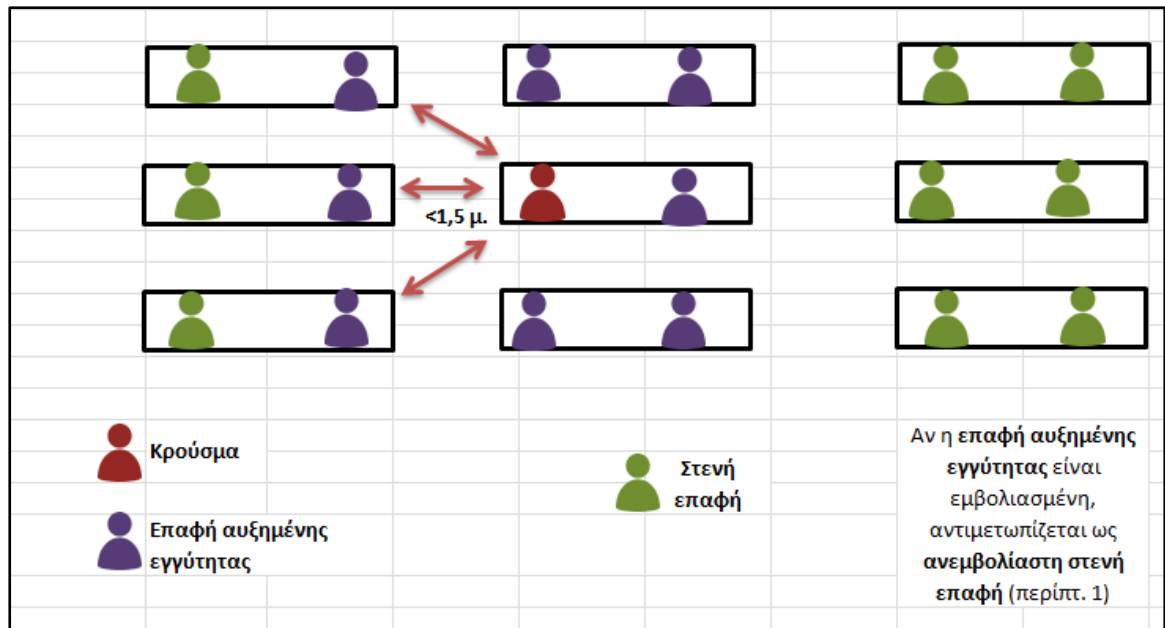 <1,5 μ.
Κρούσμα
Επαφή αυξημένης
εγγύτητας
Στενή
επαφή
Αν η επαφή αυξημένης
εγγύτητας είναι
εμβολιασμένη,
αντιμετωπίζεται ως
ανεμβολίαστη στενή
επαφή (περίπτ. 1)